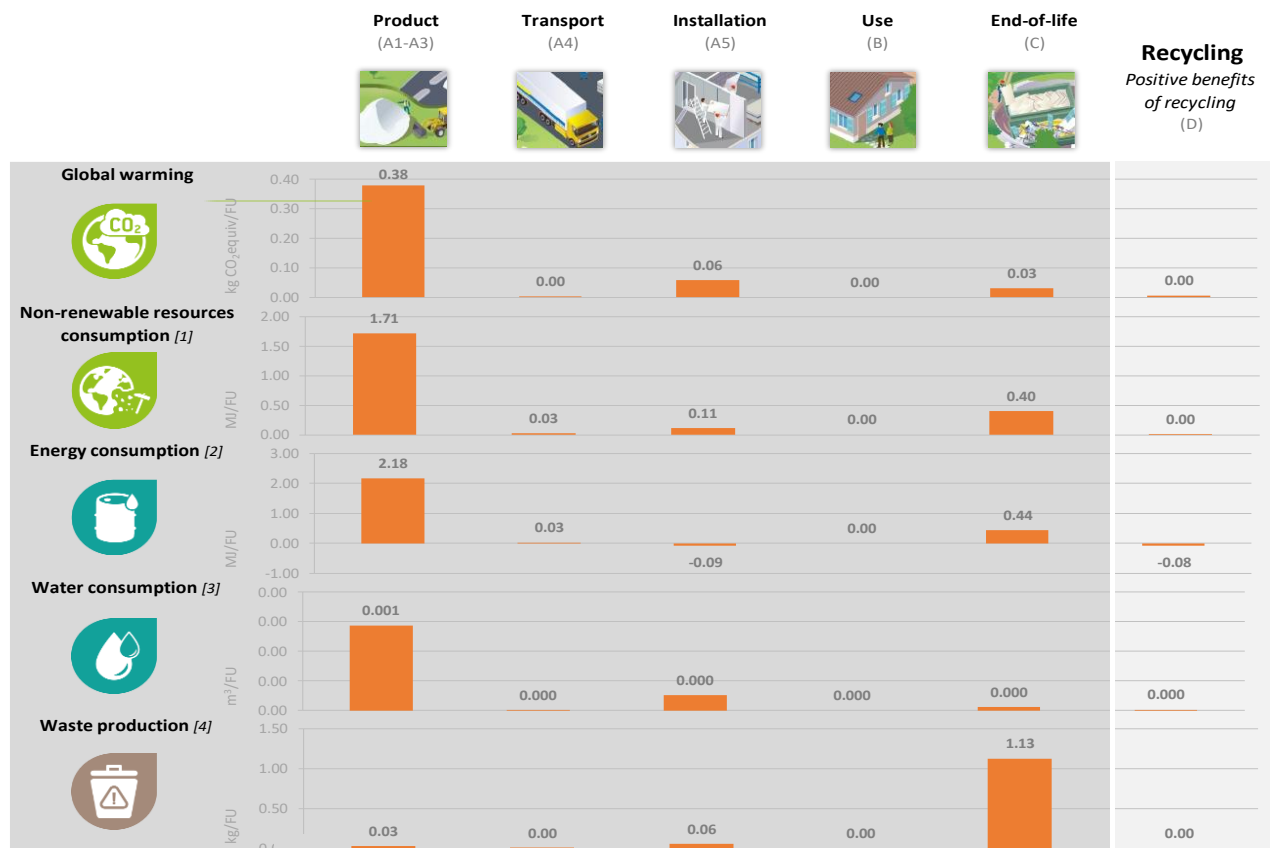 Product
(A1-A3)
Transport
(A4)
Installation
(A5)
Use
(B)
End-of-life
(C)
Recycling
Positive benefits
of recycling
(D)
Global warming
CO2
kg CO2equiv/FU
0.40
0.30
0.20
0.10
0.00
0.38
0.00
0.06
0.00
0.03
0.00
Non-renewable resources
consumption [1]
MJ/FU
2.00
1.50
1.00
0.50
0.00
1.71
0.03
0.11
0.00
0.40
0.00
Energy consumption [2]
MJ/FU
3.00
2.00
1.00
0.00
-1.00
2.18
0.03
-0.09
0.00
0.44
-0.08
Water consumption [3]
m³/FU
0.00
0.00
0.00
0.00
0.00
0.001
0.000
0.000
0.000
0.000
0.000
Waste production [4]
kg/FU
1.50
1.00
0.50
0.03
0.00
0.06
0.00
1.13
0.00